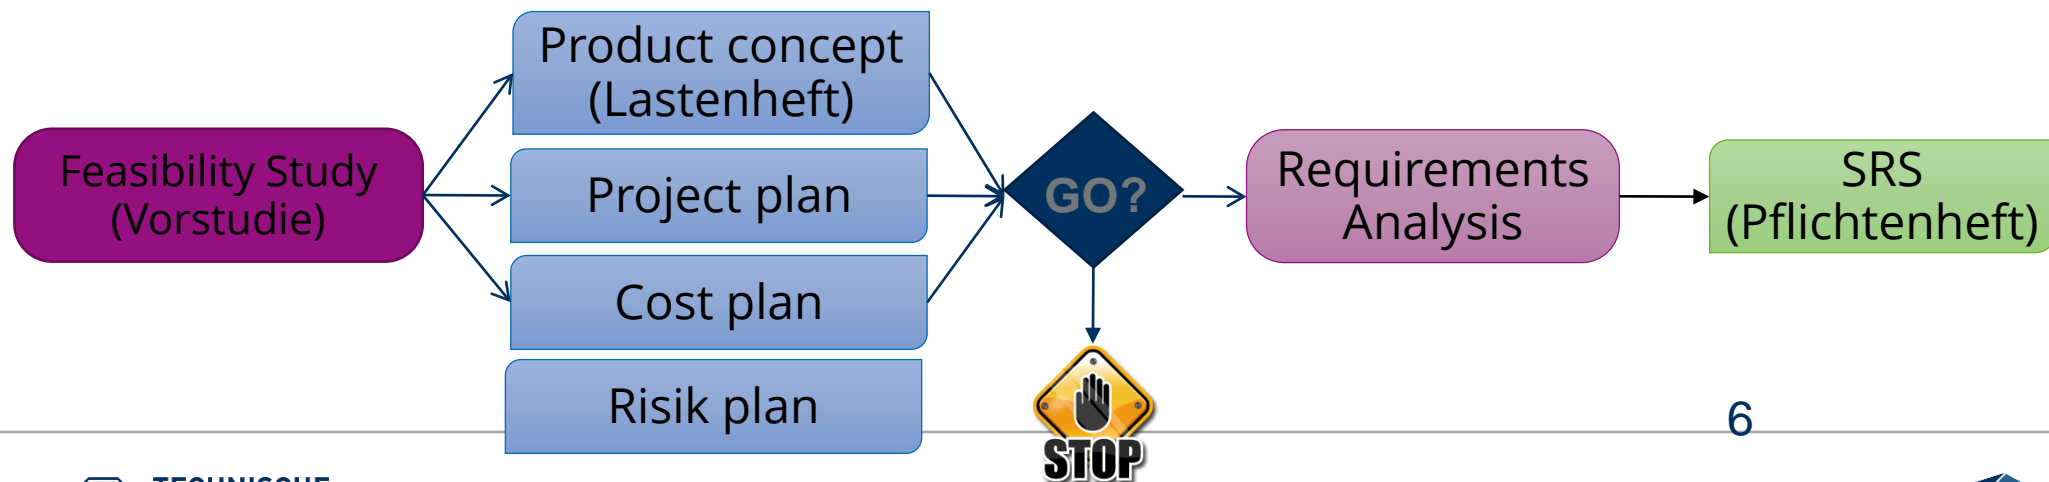 Feasibility Study
(Vorstudie)
Product concept
(Lastenheft)
Project plan
Cost plan
Risik plan
GO?
STOP
Requirements
Analysis
SRS
(Pflichtenheft)
6
TECHNISCHE